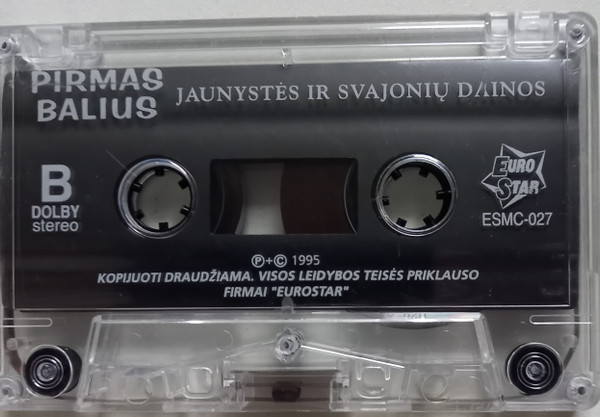 PIRMAS
BALIUS
JAUNYSTĖS IR SVAJONIŲ DAINOS
B
DOLBY
stereo
EURO
STAR
ESMC-027
Ⓟ+© 1995
KOPIJUOTI DRAUDŽIAMA. VISOS LEIDYBOS TEISĖS PRIKLAUSO
FIRMAI "EUROSTAR"